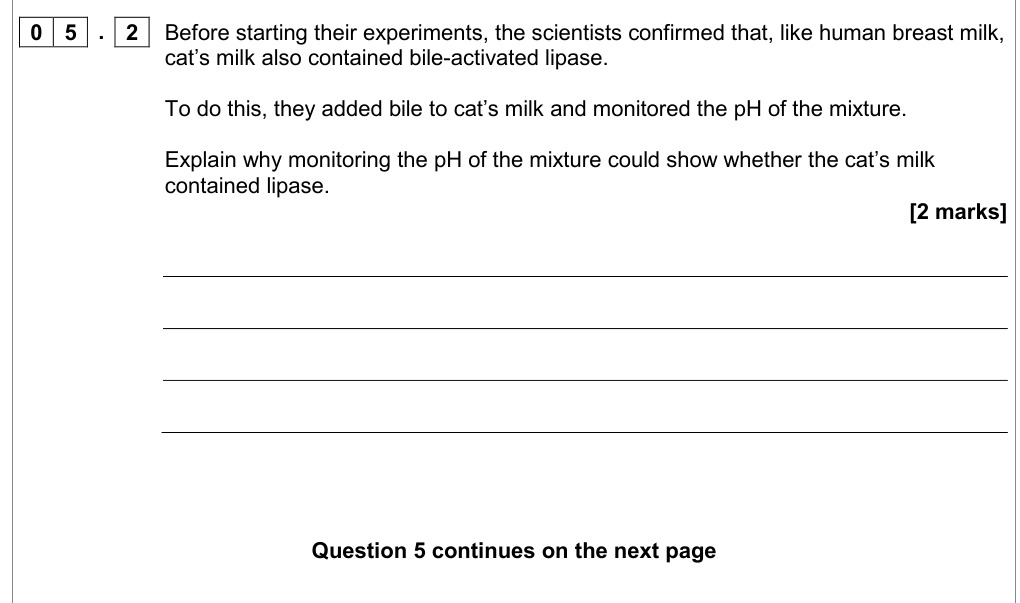 0 5 . 2 Before starting their experiments, the scientists confirmed that, like human breast milk,
cat’s milk also contained bile-activated lipase.
To do this, they added bile to cat’s milk and monitored the pH of the mixture.
Explain why monitoring the pH of the mixture could show whether the cat’s milk
contained lipase.
[2 marks]
Question 5 continues on the next page